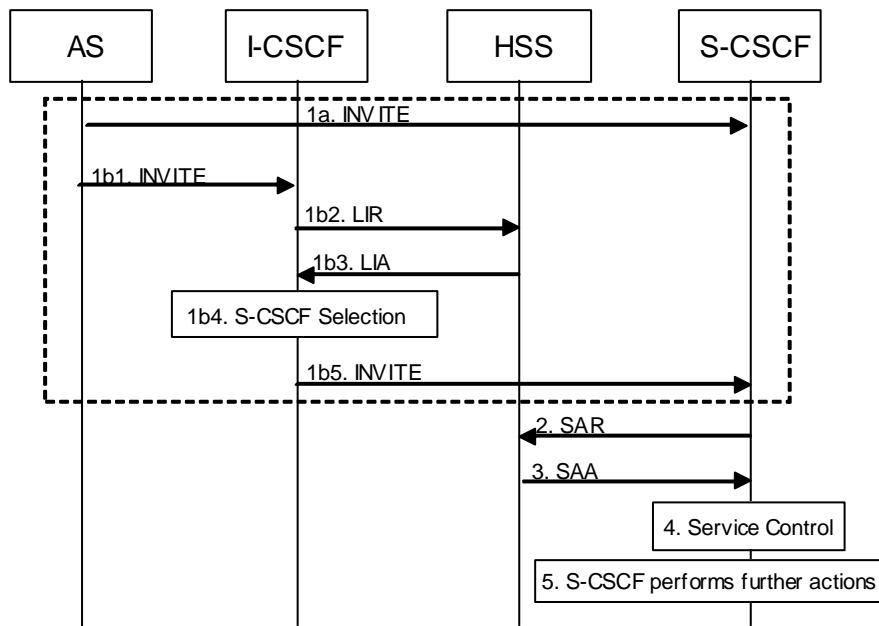 AS
I-CSCF
HSS
S-CSCF
1a. INVITE
1b1. INVITE
1b2. LIR
1b3. LIA
1b4. S-CSCF Selection
1b5. INVITE
2. SAR
3. SAA
4. Service Control
5. S-CSCF performs further actions